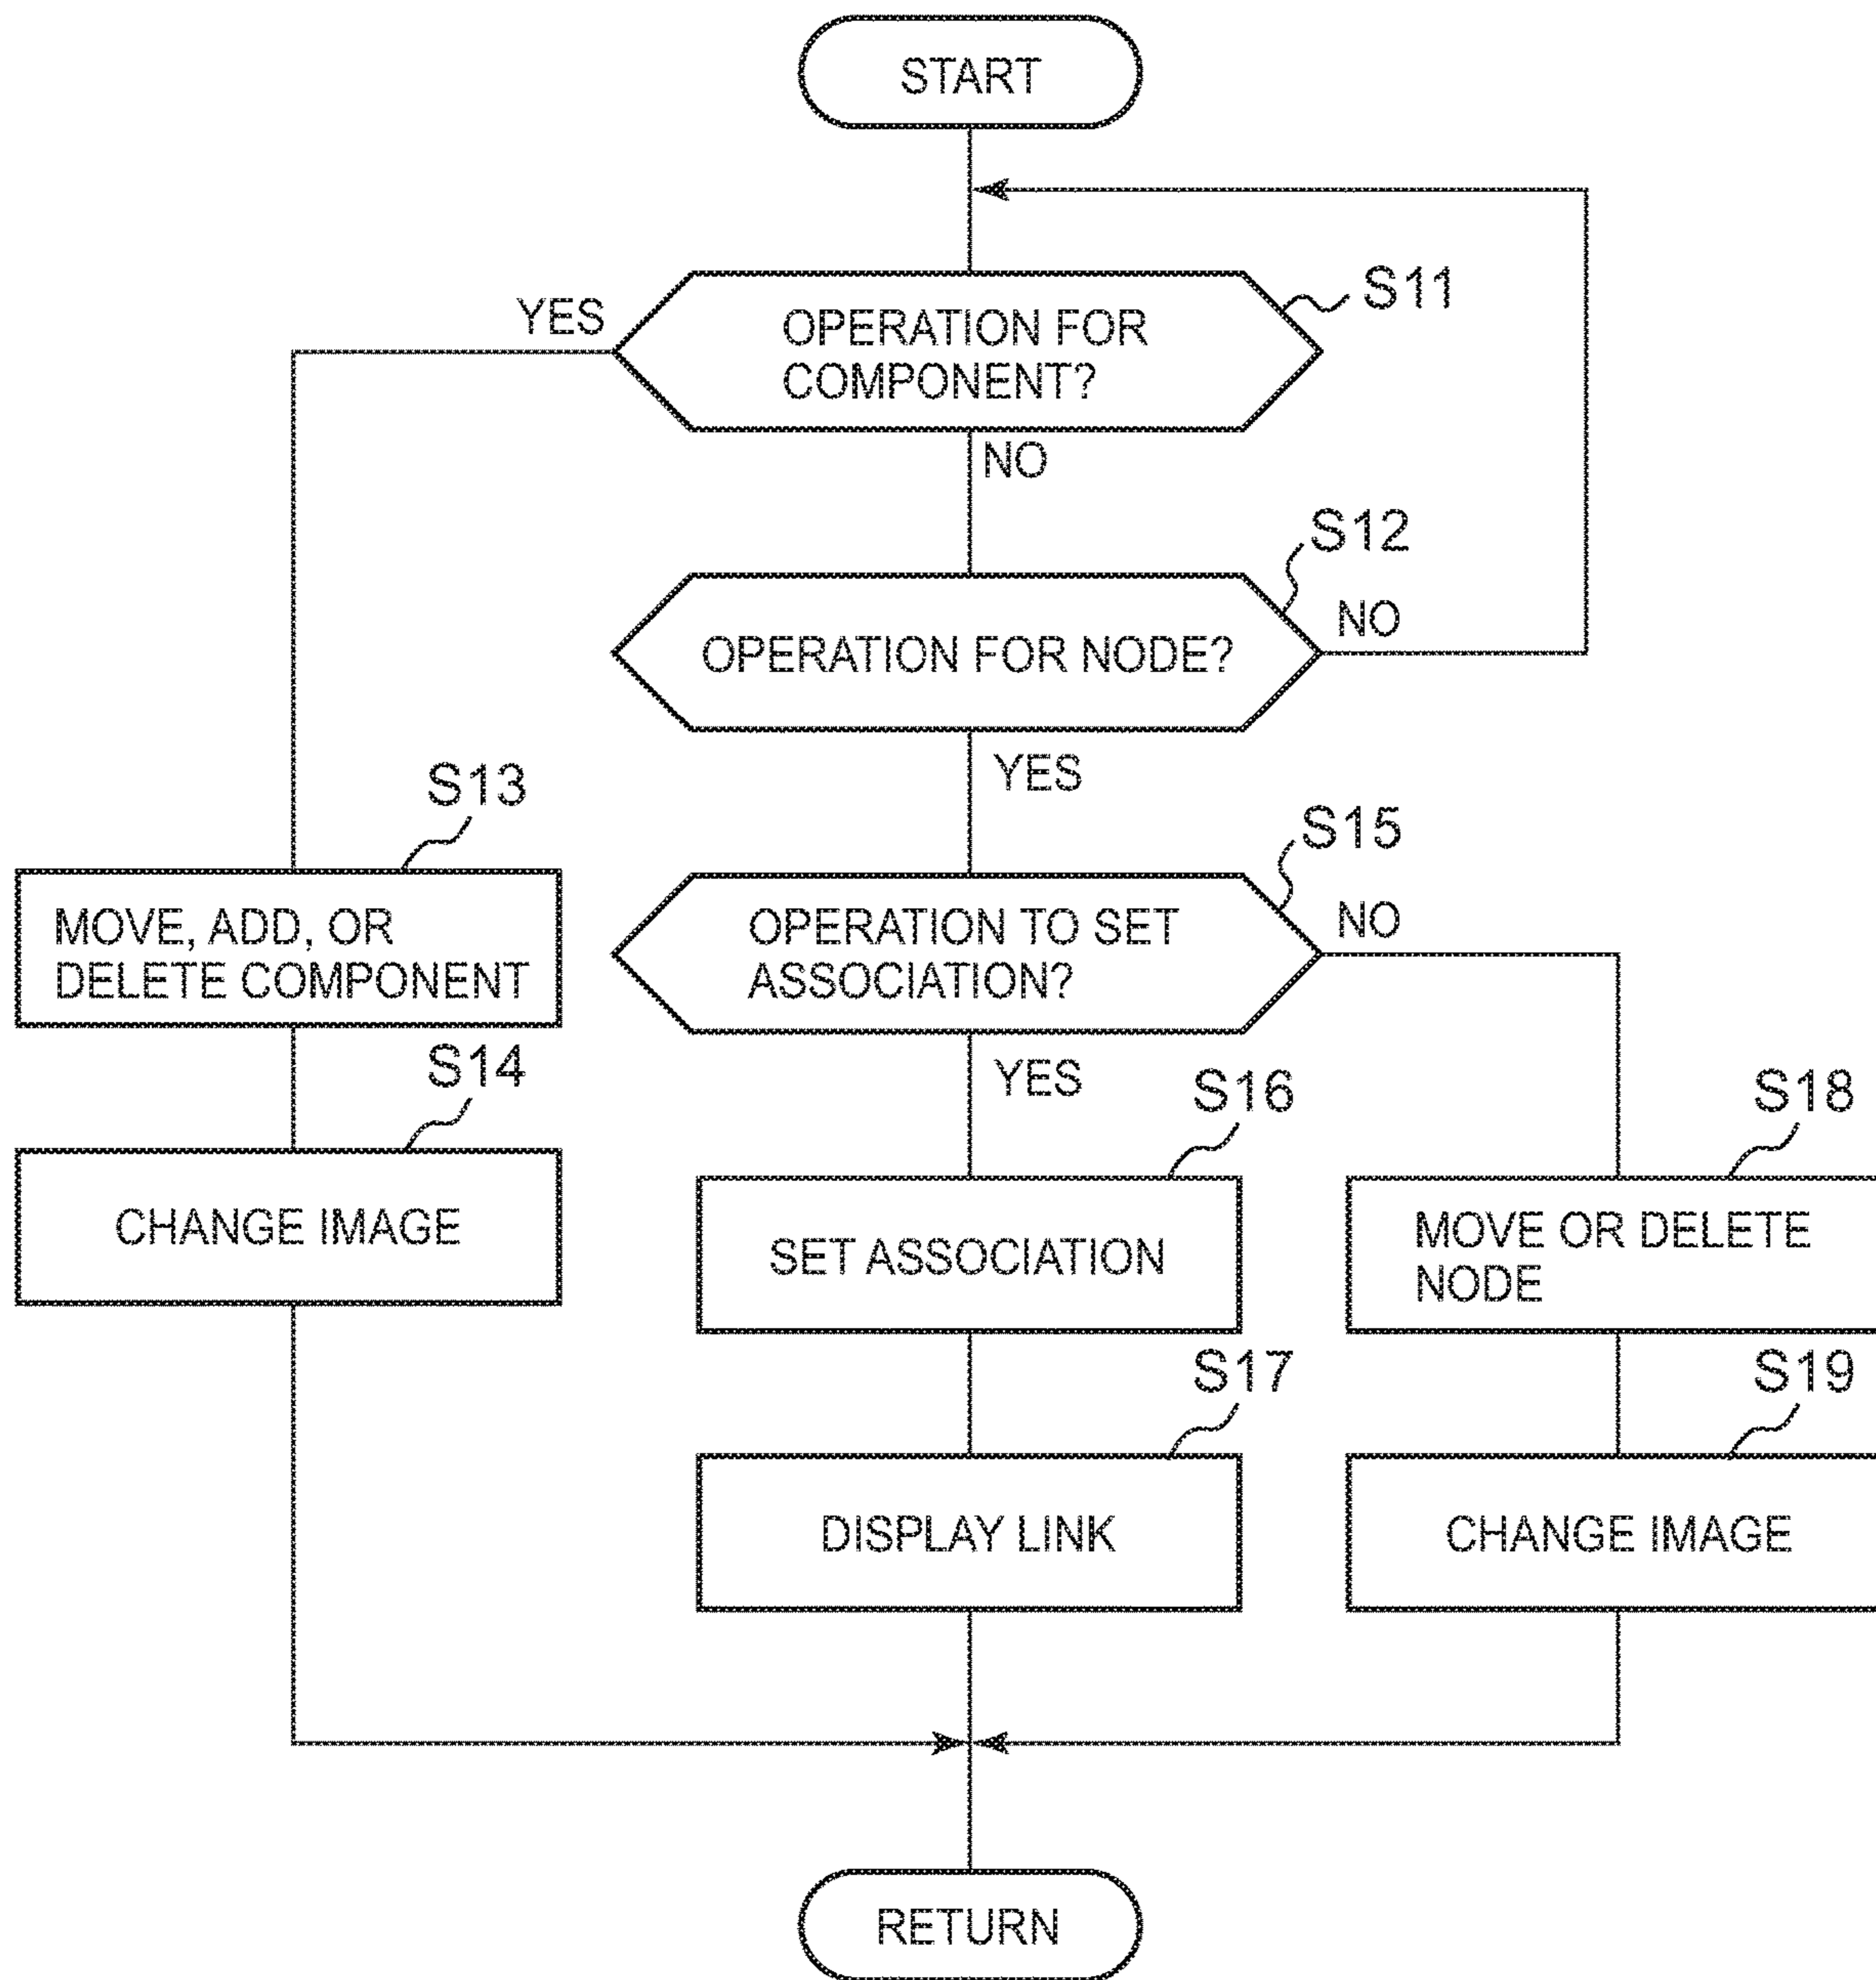 START
S11
YES
OPERATION FOR
COMPONENT?
NO
S12
NO
OPERATION FOR NODE?
YES
S13
S15
MOVE, ADD, OR
DELETE COMPONENT
OPERATION TO SET
ASSOCIATION?
NO
S14
YES
S16
S18
CHANGE IMAGE
SET ASSOCIATION
MOVE OR DELETE
NODE
S17
S19
DISPLAY LINK
CHANGE IMAGE
RETURN